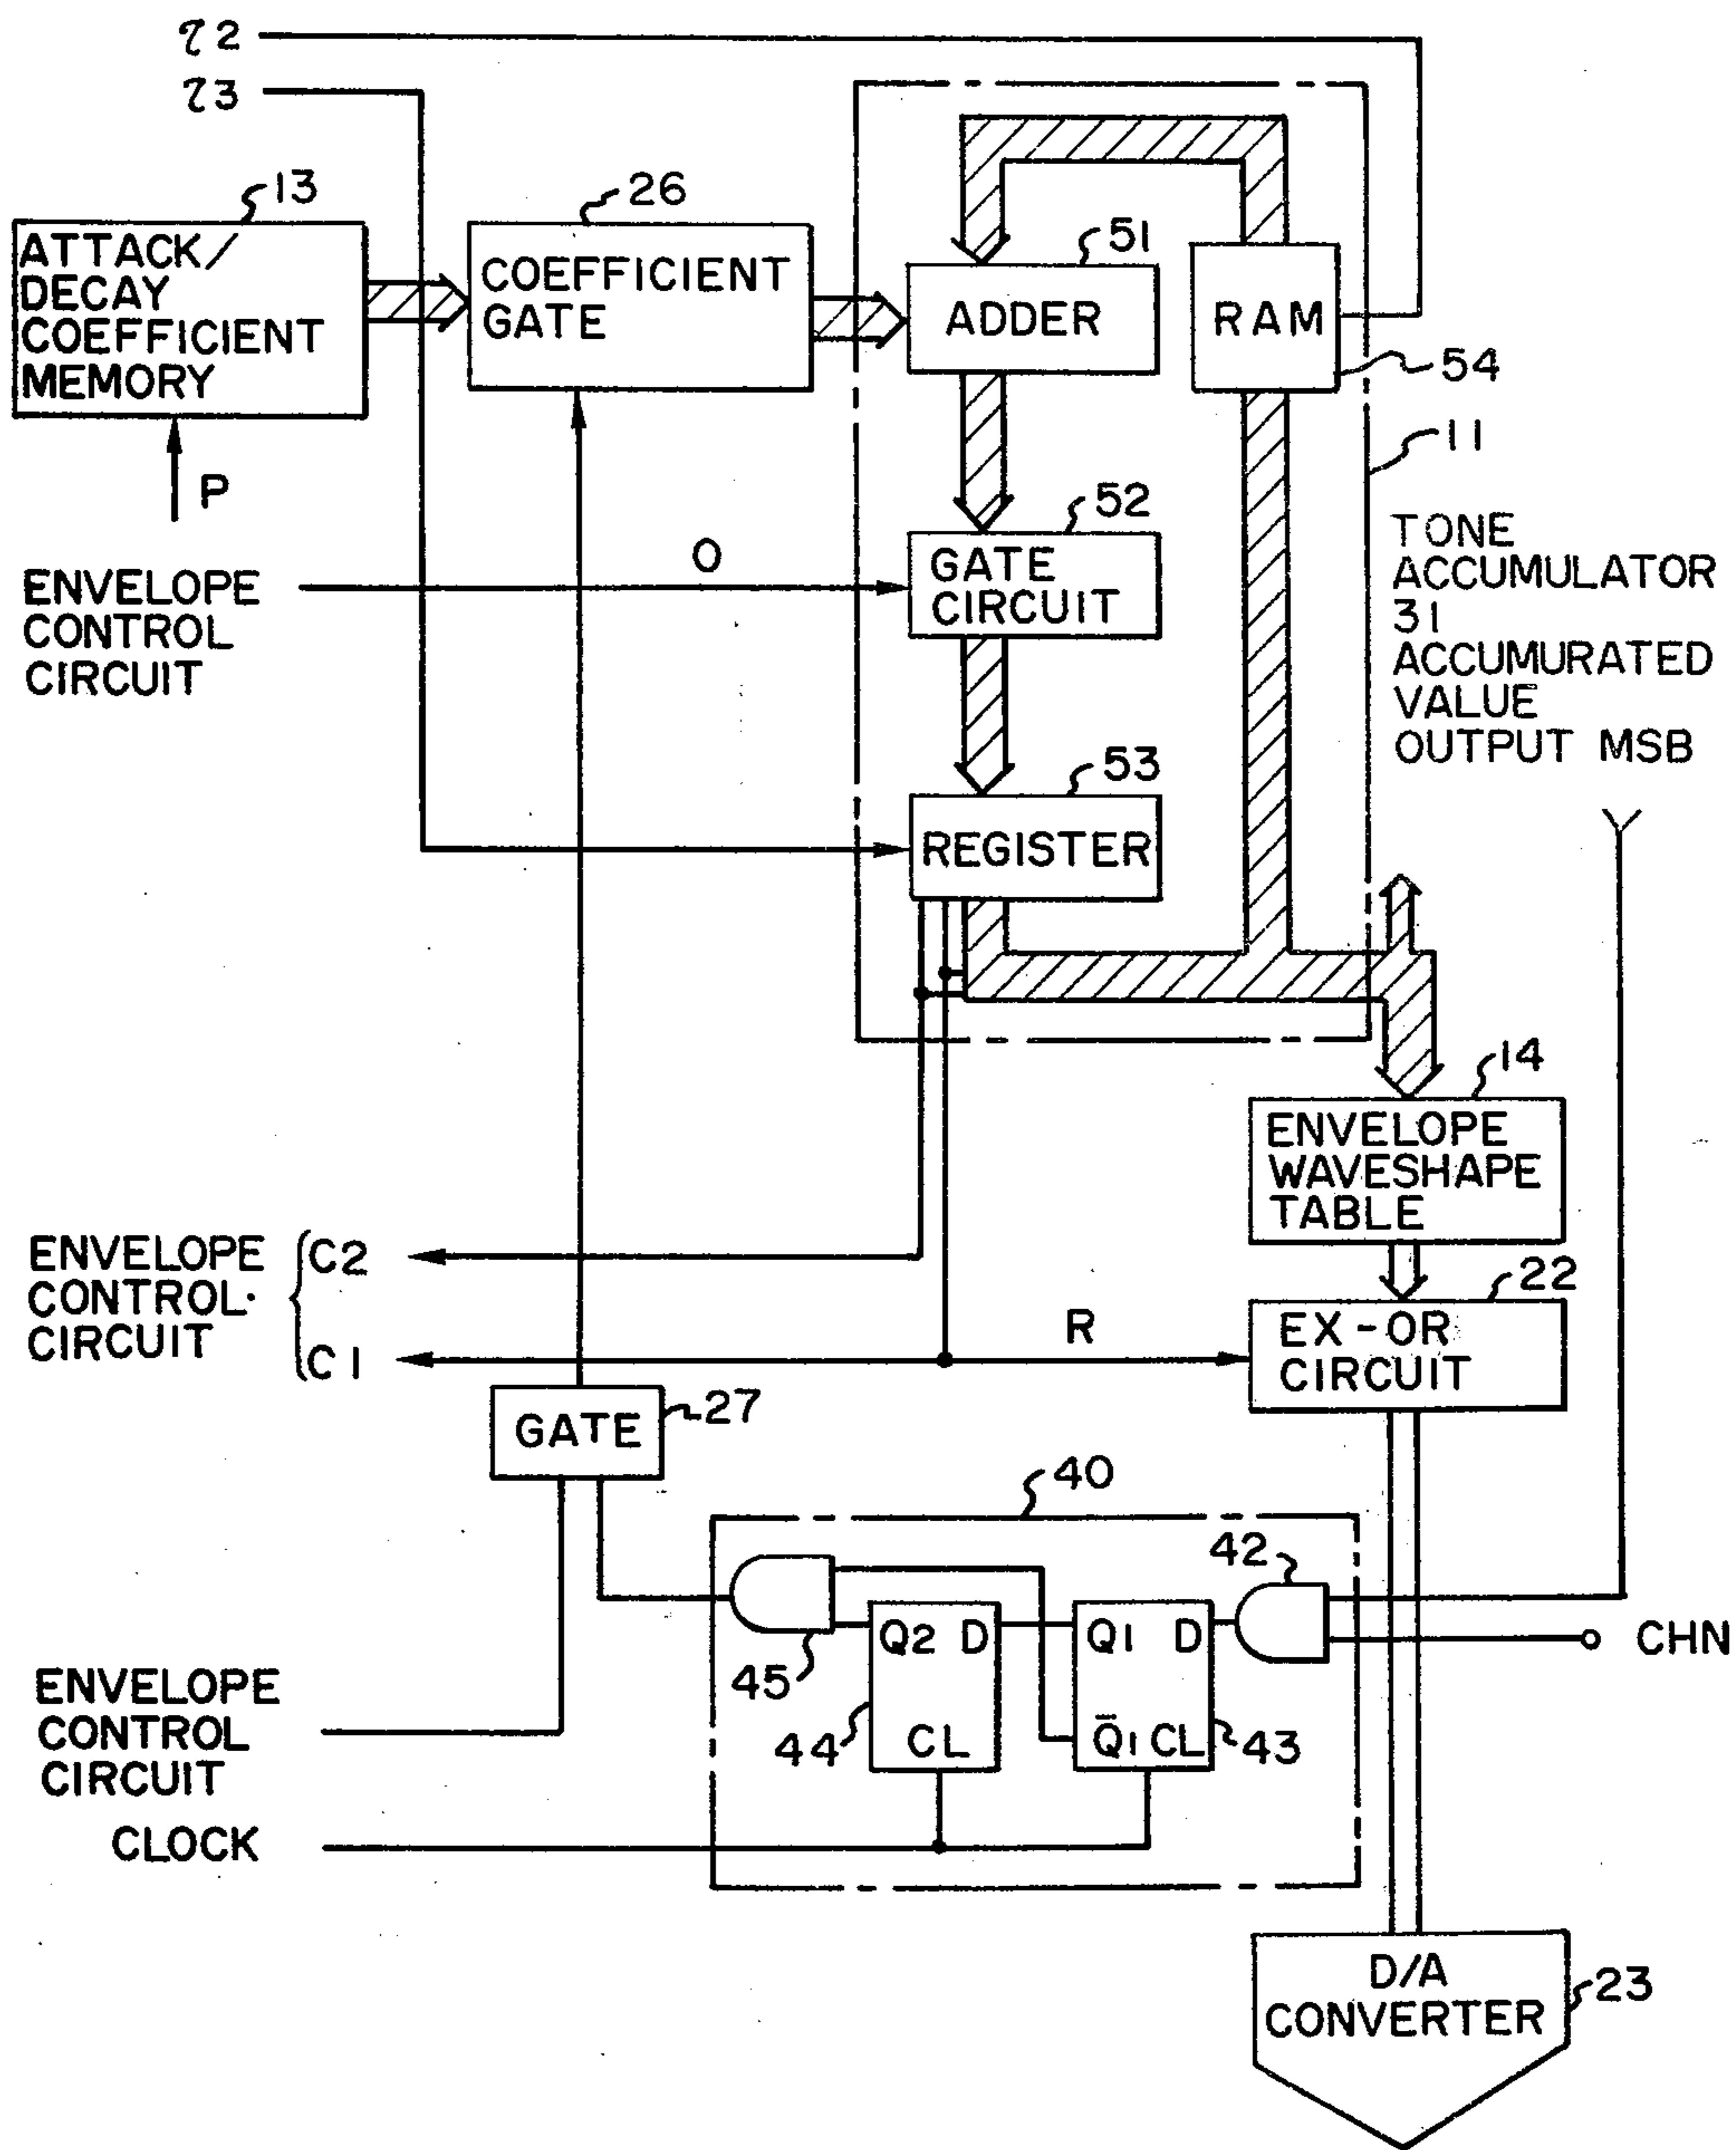 τ2
τ3
13
26
ATTACK/
DECAY
COEFFICIENT
MEMORY
COEFFICIENT
GATE
51
ADDER
RAM
54
11
P
52
O
GATE
CIRCUIT
ENVELOPE
CONTROL
CIRCUIT
TONE
ACCUMULATOR
31
ACCUMURATED
VALUE
OUTPUT MSB
53
REGISTER
14
ENVELOPE
WAVESHAPE
TABLE
ENVELOPE
CONTROL
CIRCUIT
C2
C1
R
22
EX-OR
CIRCUIT
GATE
27
40
42
Q2 D
Q1 D
CHN
45
44
CL
Q̄1 CL
43
ENVELOPE
CONTROL
CIRCUIT
CLOCK
D/A
CONVERTER
23